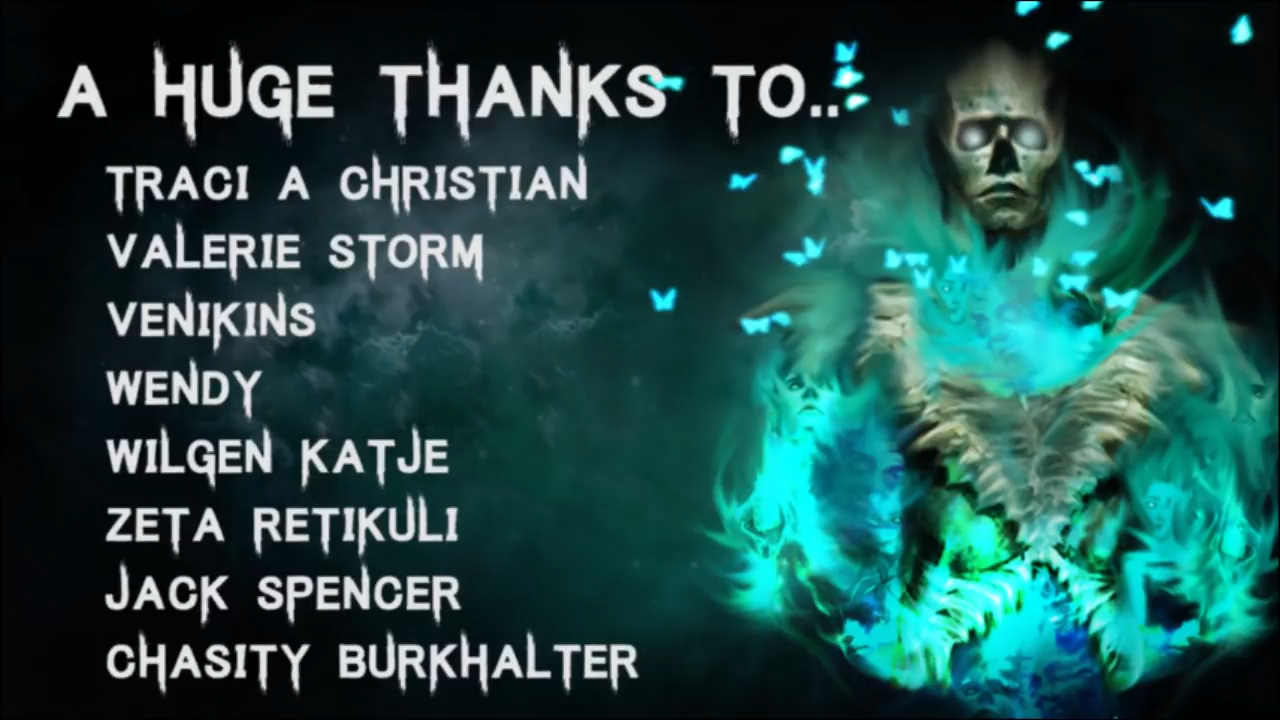 A HUGE THANKS TO..
TRACI A CHRISTIAN
VALERIE STORM
VENIKINS
WENDY
WILGEN KATJE
ZETA RETIKULI
JACK SPENCER
CHASITY BURKHALTER